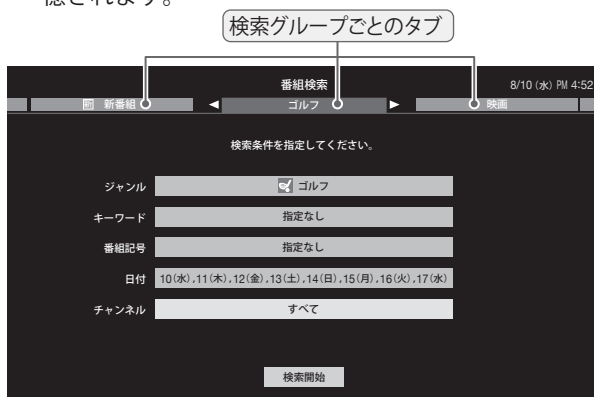 憶されます。
検索グループごとのタブ
番組検索 8/10 (水) PM 4:52
新 新番組 ◀ ゴルフ ▶ 映画
検索条件を指定してください。
ジャンル ゴルフ
キーワード 指定なし
番組記号 指定なし
日付 10(水),11(木),12(金),13(土),14(日),15(月),16(火),17(水)
チャンネル すべて
検索開始